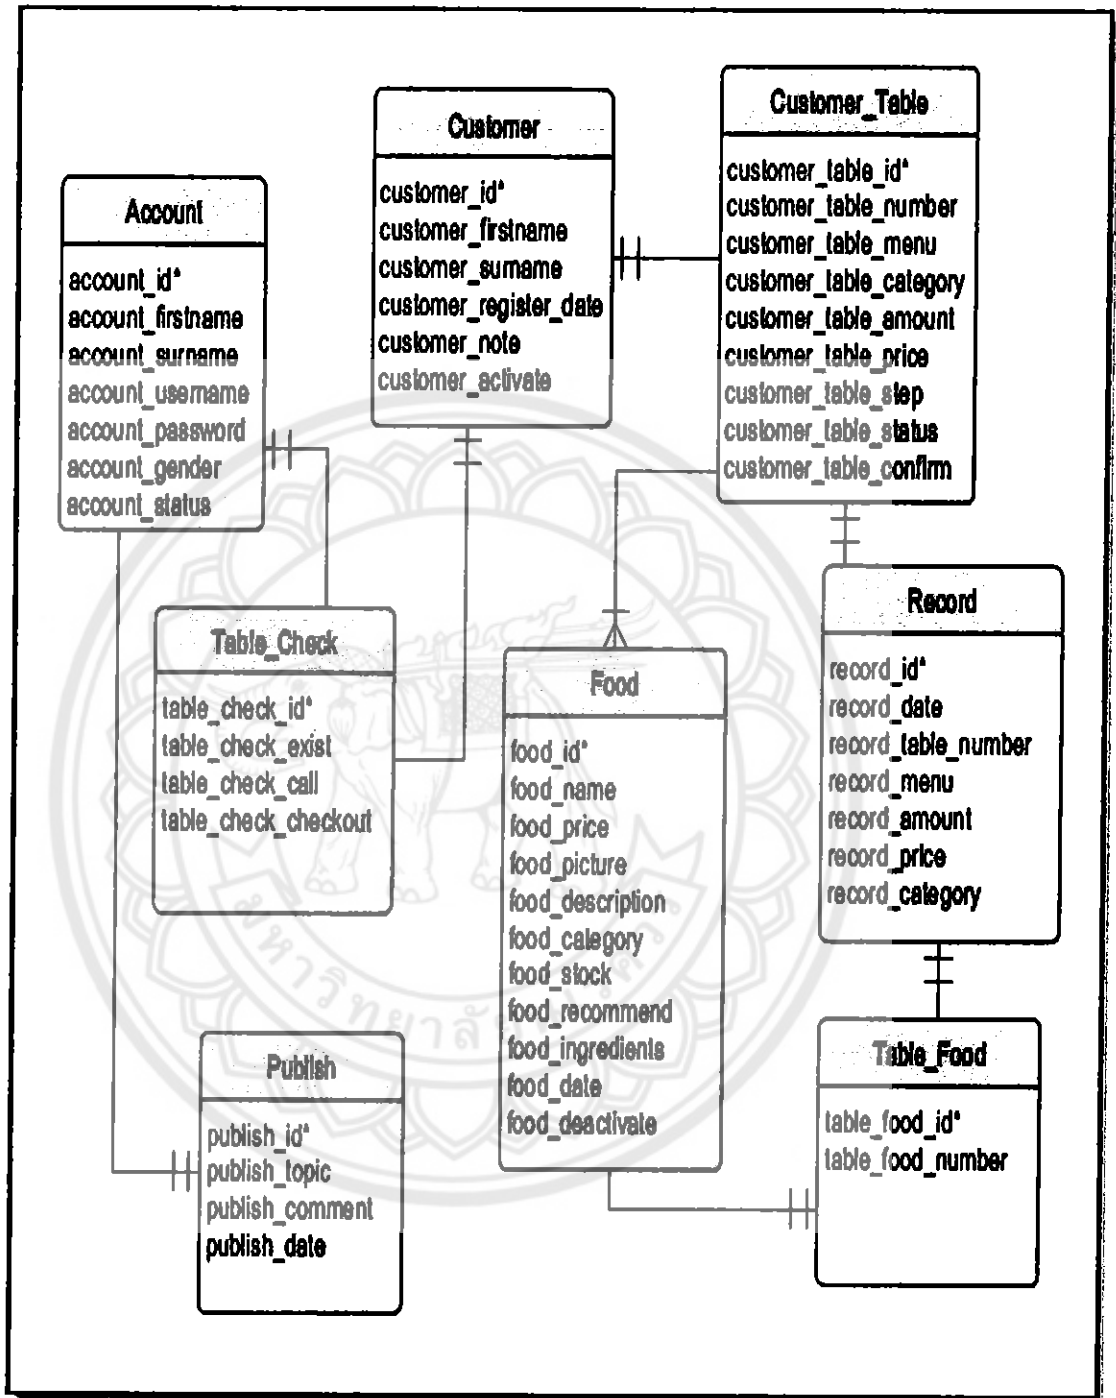 Account
account_id*
account_firstname
account_surname
account_username
account_password
account_gender
account_status
Customer
customer_id*
customer_firstname
customer_surname
customer_register_date
customer_note
customer_activate
Customer_Table
customer_table_id*
customer_table_number
customer_table_menu
customer_table_category
customer_table_amount
customer_table_price
customer_table_step
customer_table_status
customer_table_confirm
Table_Check
table_check_id*
table_check_exist
table_check_call
table_check_checkout
Food
food_id*
food_name
food_price
food_picture
food_description
food_category
food_stock
food_recommend
food_ingredients
food_date
food_deactivate
Record
record_id*
record_date
record_table_number
record_menu
record_amount
record_price
record_category
Publish
publish_id*
publish_topic
publish_comment
publish_date
Table_Food
table_food_id*
table_food_number